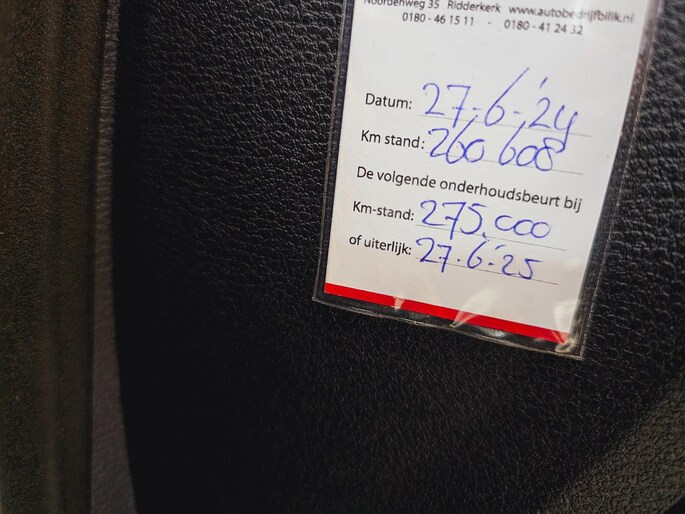 Noordenweg 35 Ridderkerk www.autobedrijfbilik.nl
0180 - 46 15 11 - 0180 - 41 24 32
Datum: 27-6-'24
Km stand: 260 608
De volgende onderhoudsbeurt bij
Km-stand: 275.000
of uiterlijk: 27-6-'25